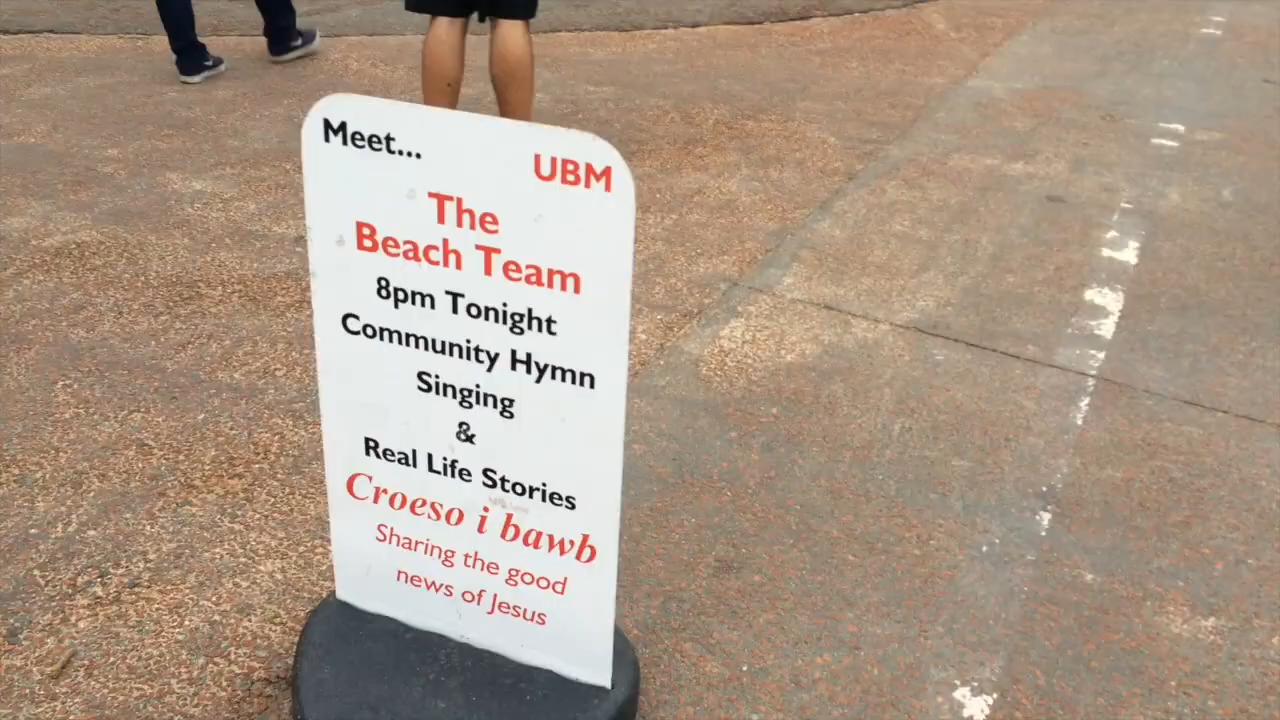 Meet...
UBM
The
Beach Team
8pm Tonight
Community Hymn
Singing
&
Real Life Stories
Croeso i bawb
Sharing the good
news of Jesus